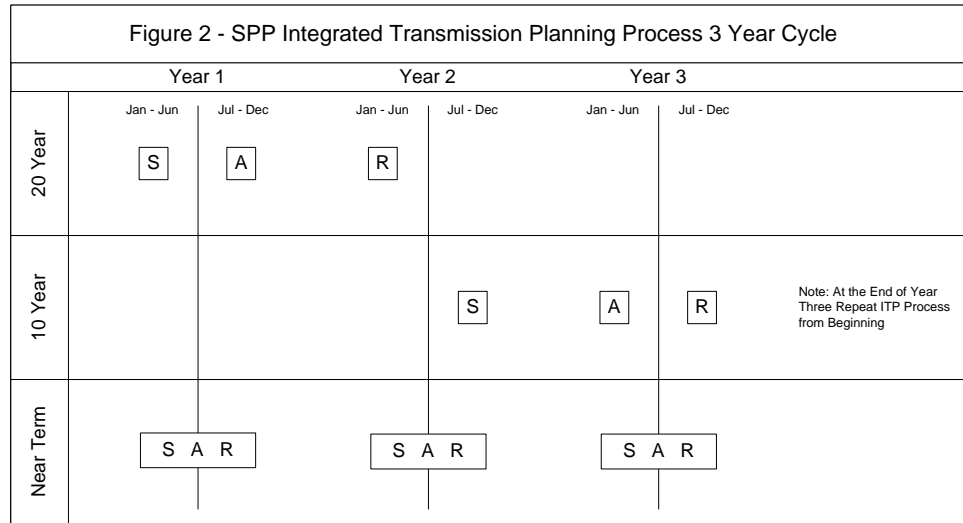 Figure 2 - SPP Integrated Transmission Planning Process 3 Year Cycle
Year 1 Year 2 Year 3
20 Year
Jan - Jun Jul - Dec Jan - Jun Jul - Dec Jan - Jun Jul - Dec
S A R
10 Year
S A R
Note: At the End of Year
Three Repeat ITP Process
from Beginning
Near Term
S A R S A R S A R